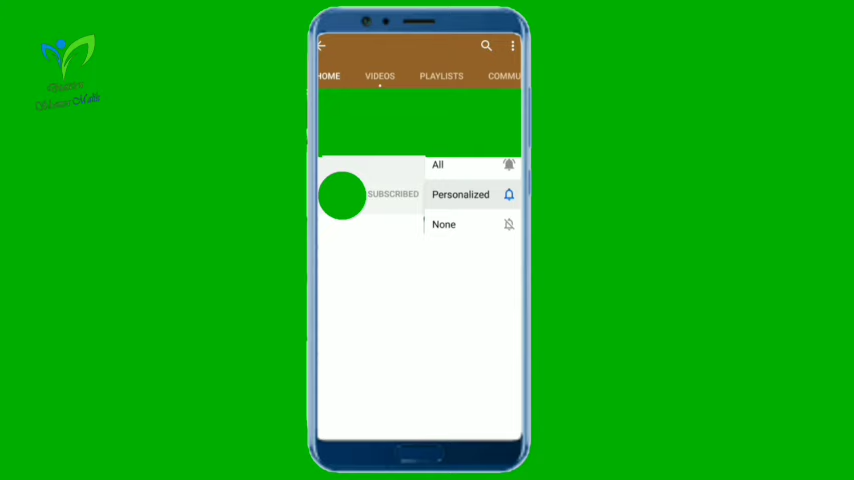 HOME VIDEOS PLAYLISTS COMMU
All
SUBSCRIBED Personalized
None